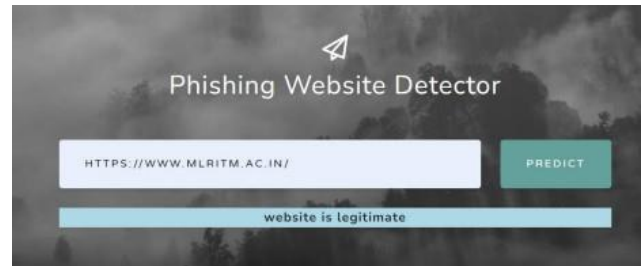 Phishing Website Detector
HTTPS://WWW.MLRITM.AC.IN/
PREDICT
website is legitimate